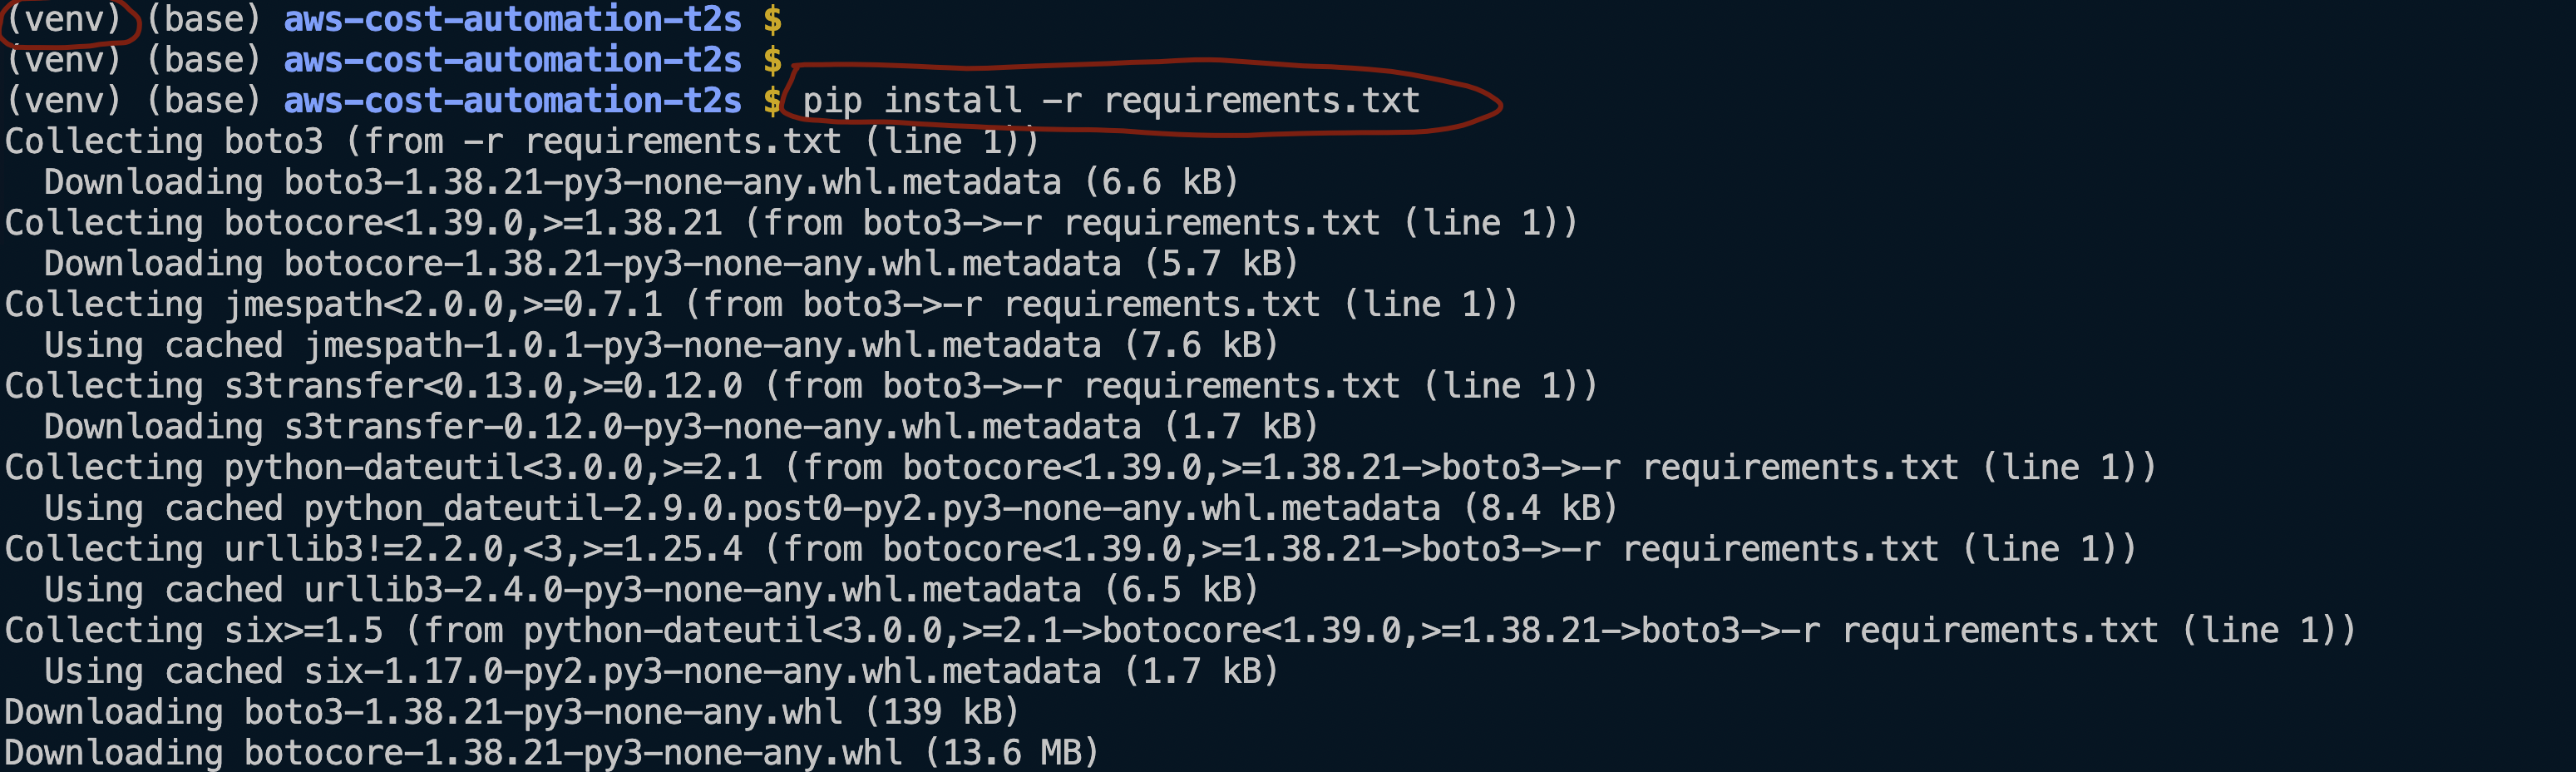 (venv) (base) aws-cost-automation-t2s $
(venv) (base) aws-cost-automation-t2s $
(venv) (base) aws-cost-automation-t2s $ pip install -r requirements.txt
Collecting boto3 (from -r requirements.txt (line 1))
  Downloading boto3-1.38.21-py3-none-any.whl.metadata (6.6 kB)
Collecting botocore<1.39.0,>=1.38.21 (from boto3->-r requirements.txt (line 1))
  Downloading botocore-1.38.21-py3-none-any.whl.metadata (5.7 kB)
Collecting jmespath<2.0.0,>=0.7.1 (from boto3->-r requirements.txt (line 1))
  Using cached jmespath-1.0.1-py3-none-any.whl.metadata (7.6 kB)
Collecting s3transfer<0.13.0,>=0.12.0 (from boto3->-r requirements.txt (line 1))
  Downloading s3transfer-0.12.0-py3-none-any.whl.metadata (1.7 kB)
Collecting python-dateutil<3.0.0,>=2.1 (from botocore<1.39.0,>=1.38.21->boto3->-r requirements.txt (line 1))
  Using cached python_dateutil-2.9.0.post0-py2.py3-none-any.whl.metadata (8.4 kB)
Collecting urllib3!=2.2.0,<3,>=1.25.4 (from botocore<1.39.0,>=1.38.21->boto3->-r requirements.txt (line 1))
  Using cached urllib3-2.4.0-py3-none-any.whl.metadata (6.5 kB)
Collecting six>=1.5 (from python-dateutil<3.0.0,>=2.1->botocore<1.39.0,>=1.38.21->boto3->-r requirements.txt (line 1))
  Using cached six-1.17.0-py2.py3-none-any.whl.metadata (1.7 kB)
Downloading boto3-1.38.21-py3-none-any.whl (139 kB)
Downloading botocore-1.38.21-py3-none-any.whl (13.6 MB)